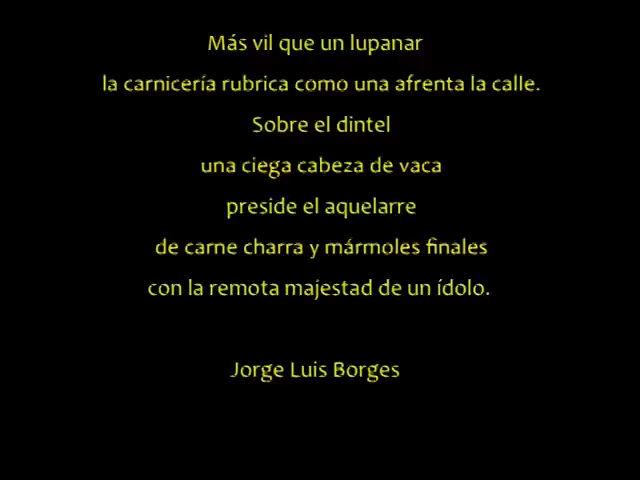 Más vil que un lupanar
la carnicería rubrica como una afrenta la calle.
Sobre el dintel
una ciega cabeza de vaca
preside el aquelarre
de carne charra y mármoles finales
con la remota majestad de un ídolo.
Jorge Luis Borges